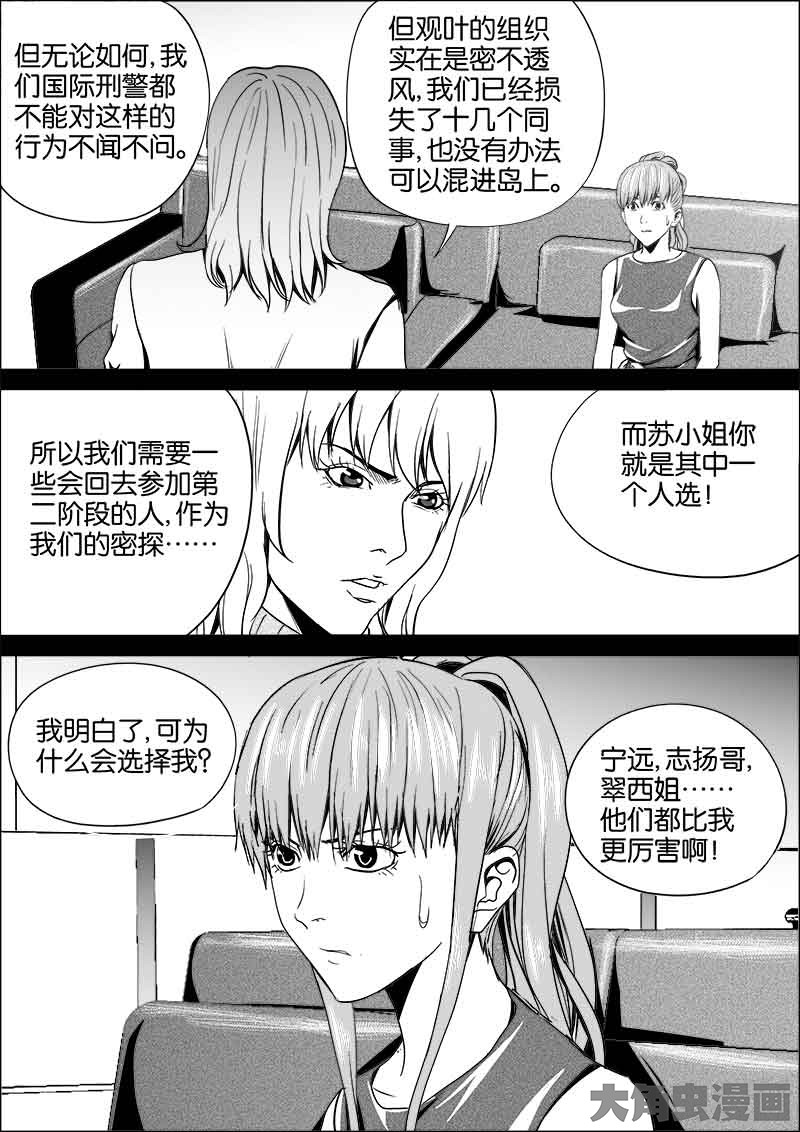 但无论如何,我
们国际刑警都
不能对这样的
行为不闻不问。
但观叶的组织
实在是密不透
风,我们已经损
失了十几个同
事,也没有办法
可以混进岛上。
所以我们需要一
些会回去参加第
二阶段的人,作为
我们的密探……
而苏小姐你
就是其中一
个人选!
我明白了,可为
什么会选择我?
宁远,志扬哥,
翠西姐……
他们都比我
更厉害啊!
大角虫漫画